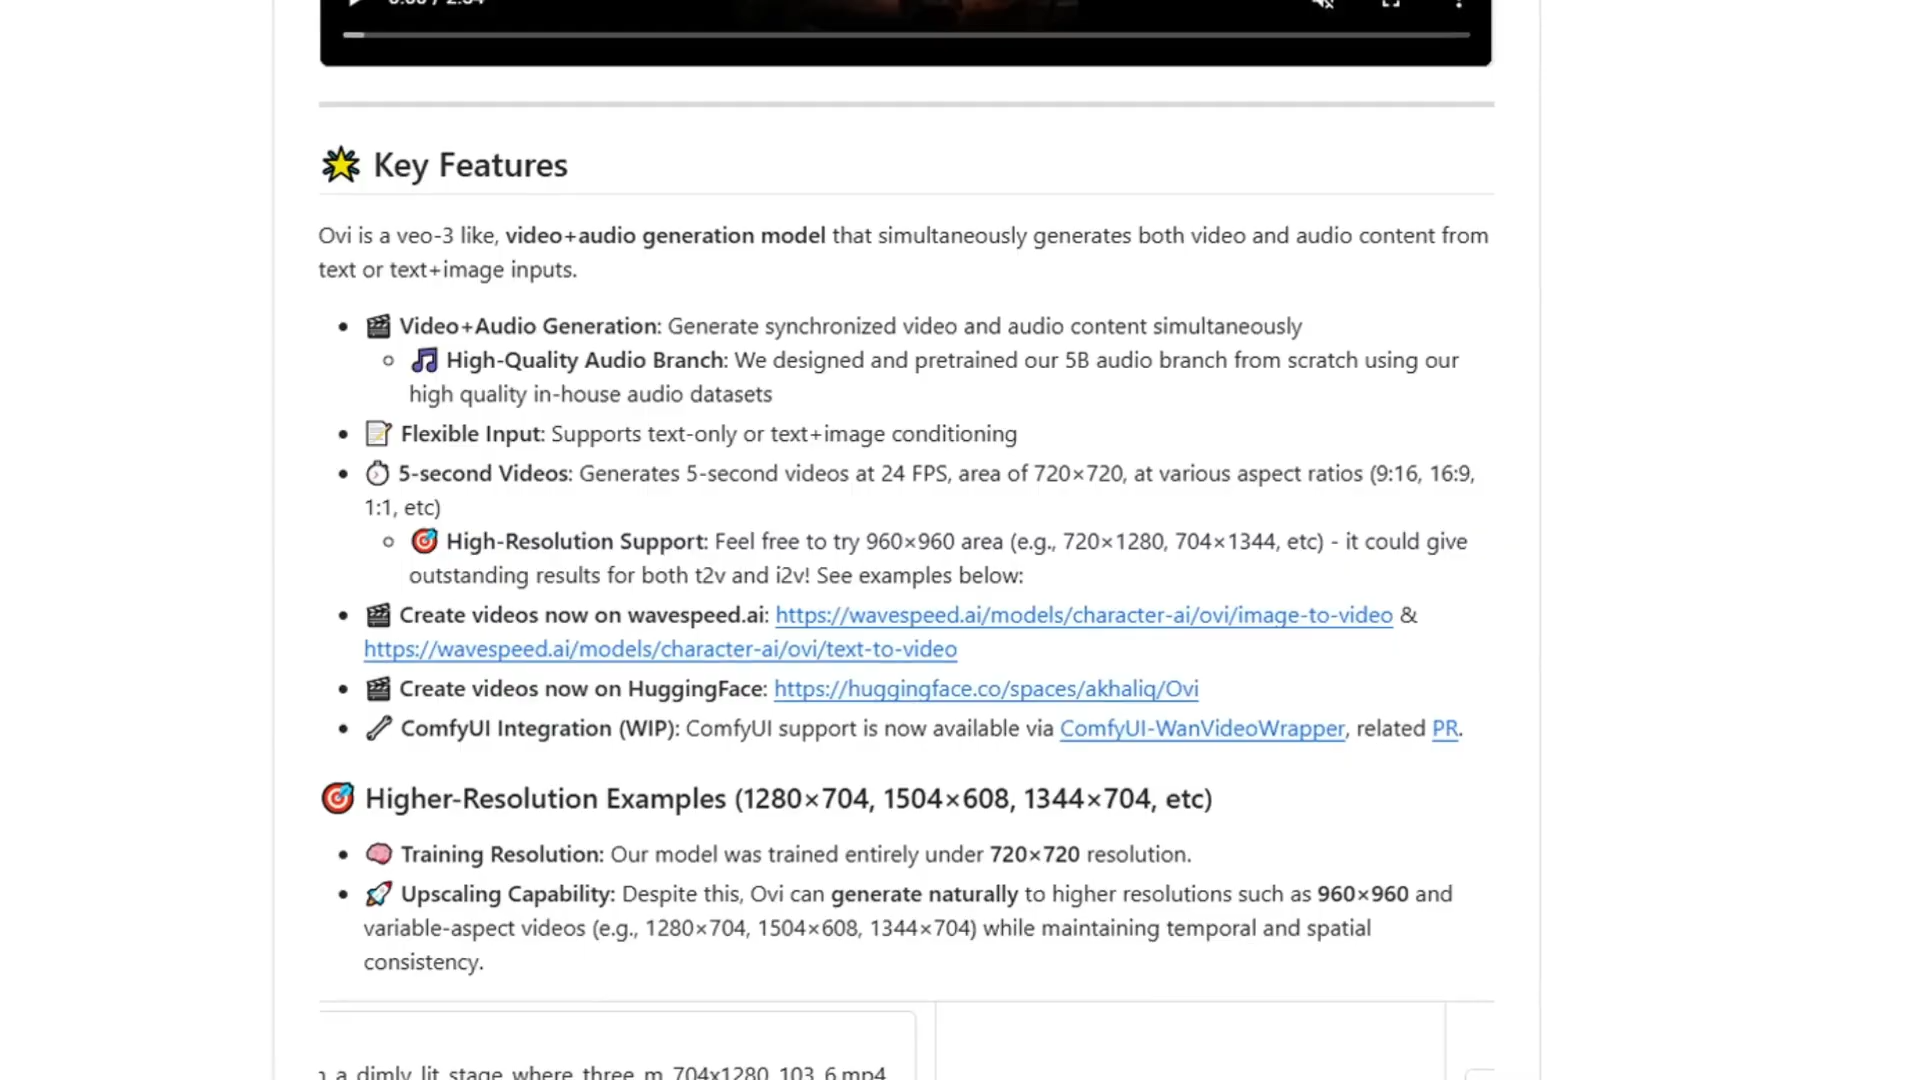 Key Features
Ovi is a veo-3 like, video+audio generation model that simultaneously generates both video and audio content from
text or text+image inputs.
Video+Audio Generation: Generate synchronized video and audio content simultaneously
High-Quality Audio Branch: We designed and pretrained our 5B audio branch from scratch using our
high quality in-house audio datasets
Flexible Input: Supports text-only or text+image conditioning
5-second Videos: Generates 5-second videos at 24 FPS, area of 720×720, at various aspect ratios (9:16, 16:9,
1:1, etc)
High-Resolution Support: Feel free to try 960×960 area (e.g., 720×1280, 704×1344, etc) - it could give
outstanding results for both t2v and i2v! See examples below:
Create videos now on wavespeed.ai: https://wavespeed.ai/models/character-ai/ovi/image-to-video &
https://wavespeed.ai/models/character-ai/ovi/text-to-video
Create videos now on HuggingFace: https://huggingface.co/spaces/akhaliq/Ovi
ComfyUI Integration (WIP): ComfyUI support is now available via ComfyUI-WanVideoWrapper, related PR.
Higher-Resolution Examples (1280×704, 1504×608, 1344×704, etc)
Training Resolution: Our model was trained entirely under 720×720 resolution.
Upscaling Capability: Despite this, Ovi can generate naturally to higher resolutions such as 960×960 and
variable-aspect videos (e.g., 1280×704, 1504×608, 1344×704) while maintaining temporal and spatial
consistency.
a_dimly_lit_stage_where_three_m_704x1280_103_6.mp4